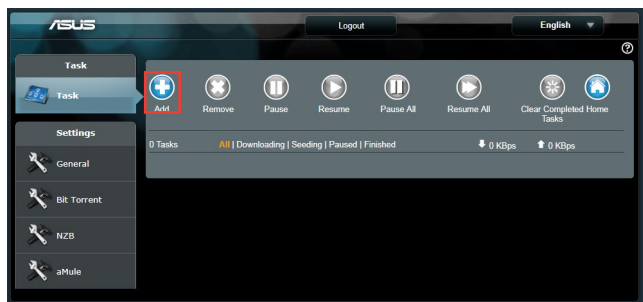 ASUS
Logout
English
Task
Task
Add
Remove
Pause
Resume
Pause All
Resume All
Clear Completed Tasks
Home
0 Tasks
All | Downloading | Seeding | Paused | Finished
0 KBps
0 KBps
Settings
General
Bit Torrent
NZB
aMule